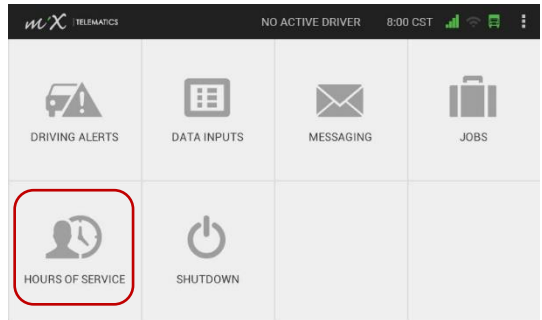 miX TELEMATICS NO ACTIVE DRIVER 8:00 CST
DRIVING ALERTS DATA INPUTS MESSAGING JOBS
HOURS OF SERVICE SHUTDOWN